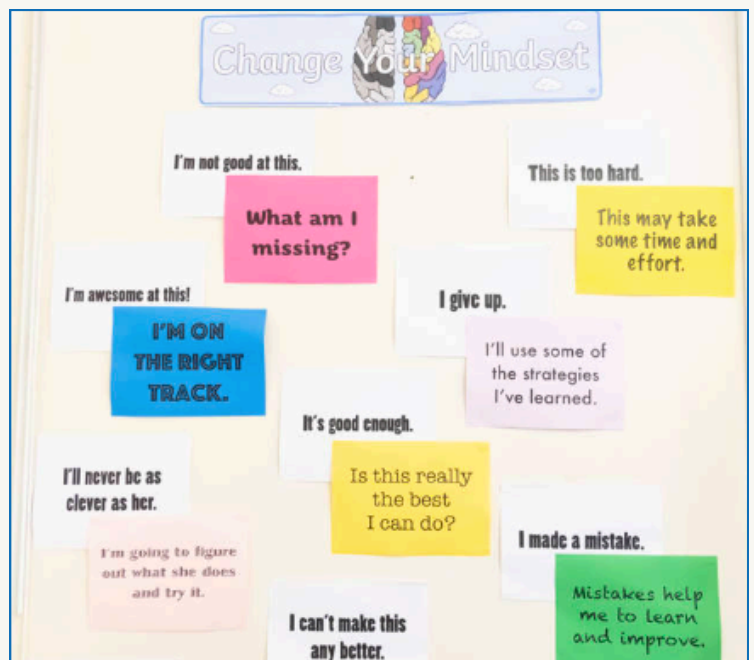 Change Your Mindset
I'm not good at this.
What am I
missing?
This is too hard.
This may take
some time and
effort.
I'm awesome at this!
I'M ON
THE RIGHT
TRACK.
I give up.
I'll use some of
the strategies
I've learned.
It's good enough.
Is this really
the best
I can do?
I'll never be as
clever as her.
I'm going to figure
out what she does
and try it.
I made a mistake.
Mistakes help
me to learn
and improve.
I can't make this
any better.